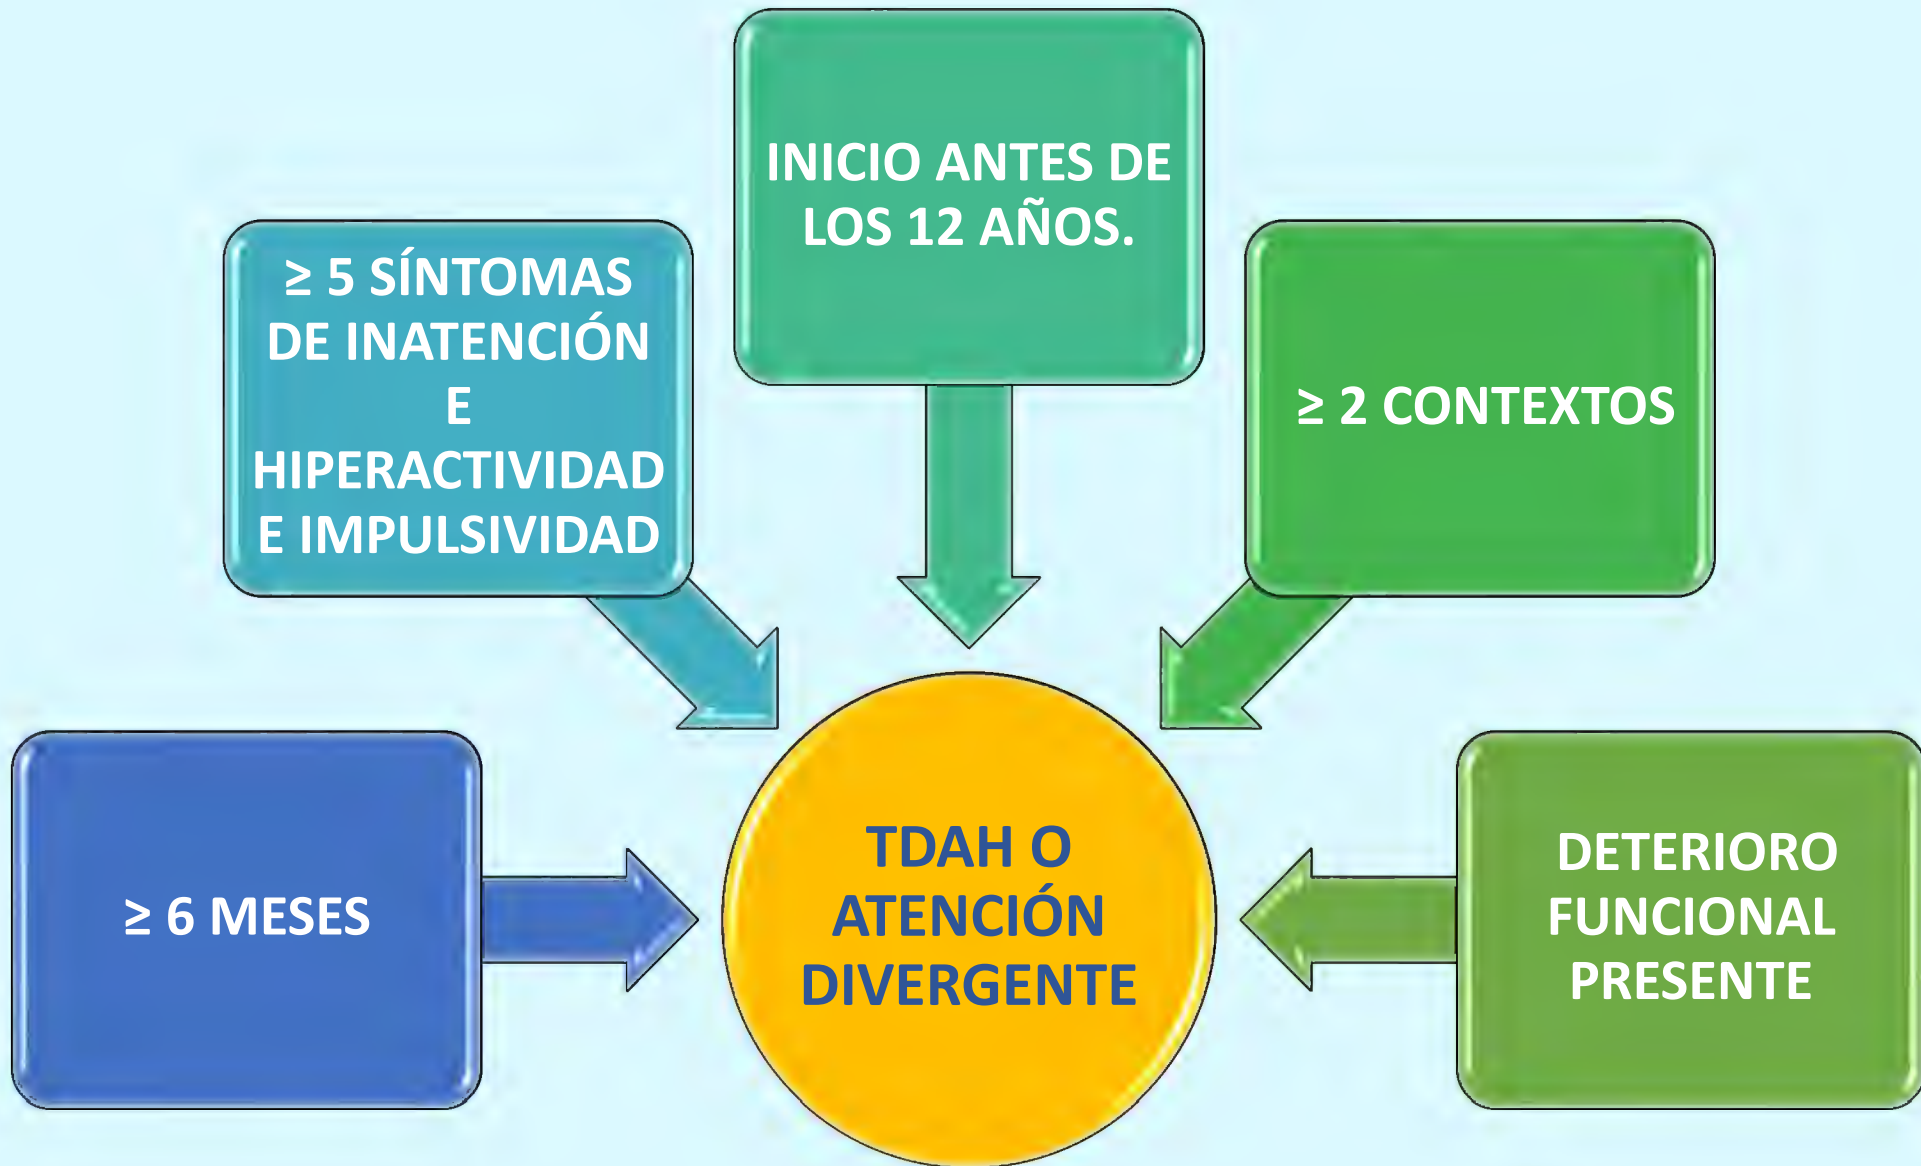 INICIO ANTES DE
LOS 12 AÑOS.
≥ 5 SÍNTOMAS
DE INATENCIÓN
E
HIPERACTIVIDAD
E IMPULSIVIDAD
≥ 2 CONTEXTOS
≥ 6 MESES
TDAH O
ATENCIÓN
DIVERGENTE
DETERIORO
FUNCIONAL
PRESENTE